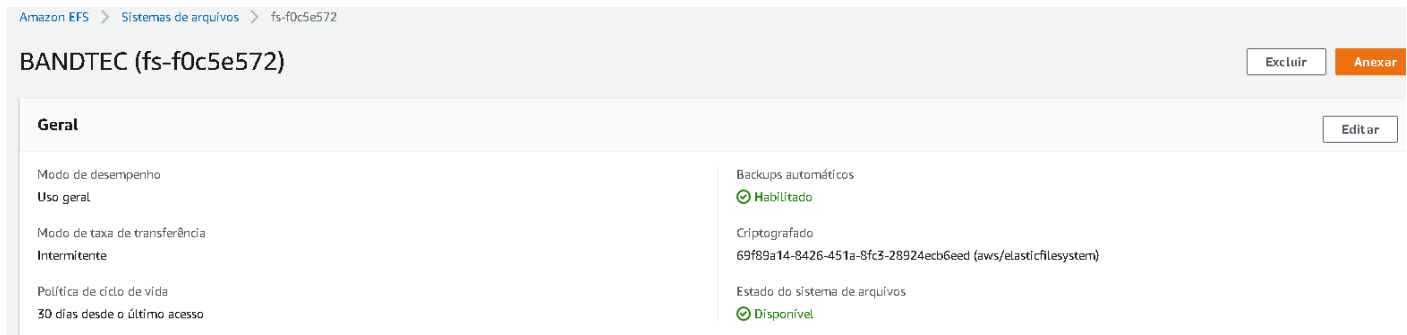 Amazon EFS > Sistemas de arquivos > fs-f0c5e572
BANDTEC (fs-f0c5e572)
Excluir
Anexar
Geral
Editar
Modo de desempenho
Uso geral
Modo de taxa de transferência
Intermitente
Política de ciclo de vida
30 dias desde o último acesso
Backups automáticos
Habilitado
Criptografado
69f89a14-8426-451a-8fc3-28924ecb6eed (aws/elasticfilesystem)
Estado do sistema de arquivos
Disponível